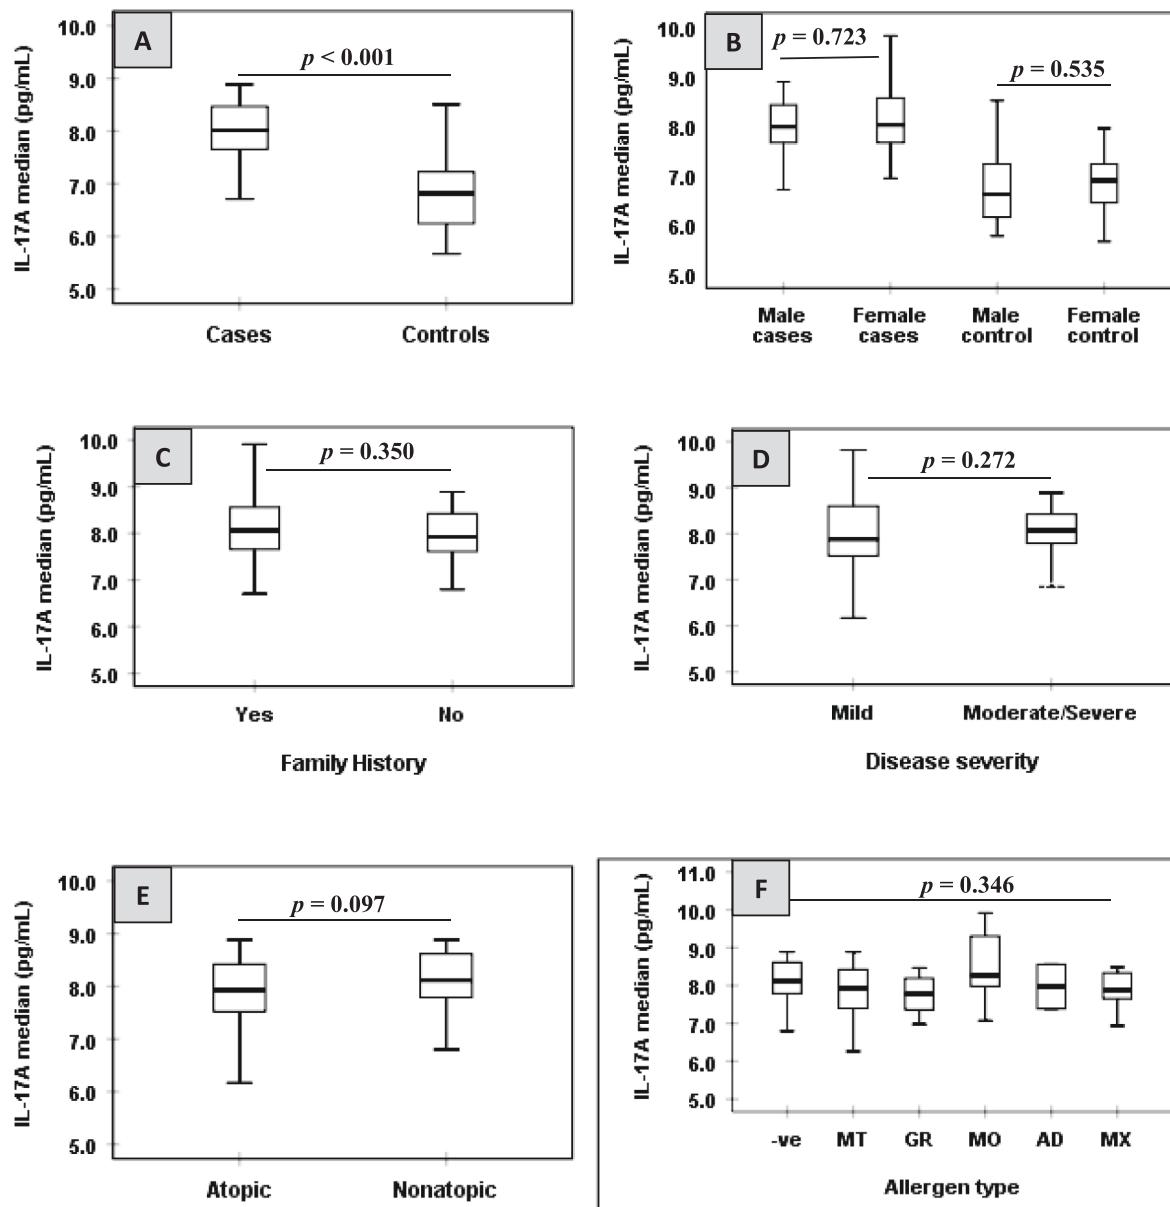 A
p < 0.001
IL-17A median (pg/mL)
10.0
9.0
8.0
7.0
6.0
5.0
Cases Controls
B
p = 0.723
p = 0.535
IL-17A median (pg/mL)
10.0
9.0
8.0
7.0
6.0
5.0
Male Female Male Female
cases cases control control
C
p = 0.350
IL-17A median (pg/mL)
10.0
9.0
8.0
7.0
6.0
5.0
Yes No
Family History
D
p = 0.272
IL-17A median (pg/mL)
10.0
9.0
8.0
7.0
6.0
5.0
Mild Moderate/Severe
Disease severity
E
p = 0.097
IL-17A median (pg/mL)
10.0
9.0
8.0
7.0
6.0
5.0
Atopic Nonatopic
F
p = 0.346
IL-17A median (pg/mL)
11.0
10.0
9.0
8.0
7.0
6.0
5.0
-ve MT GR MO AD MX
Allergen type